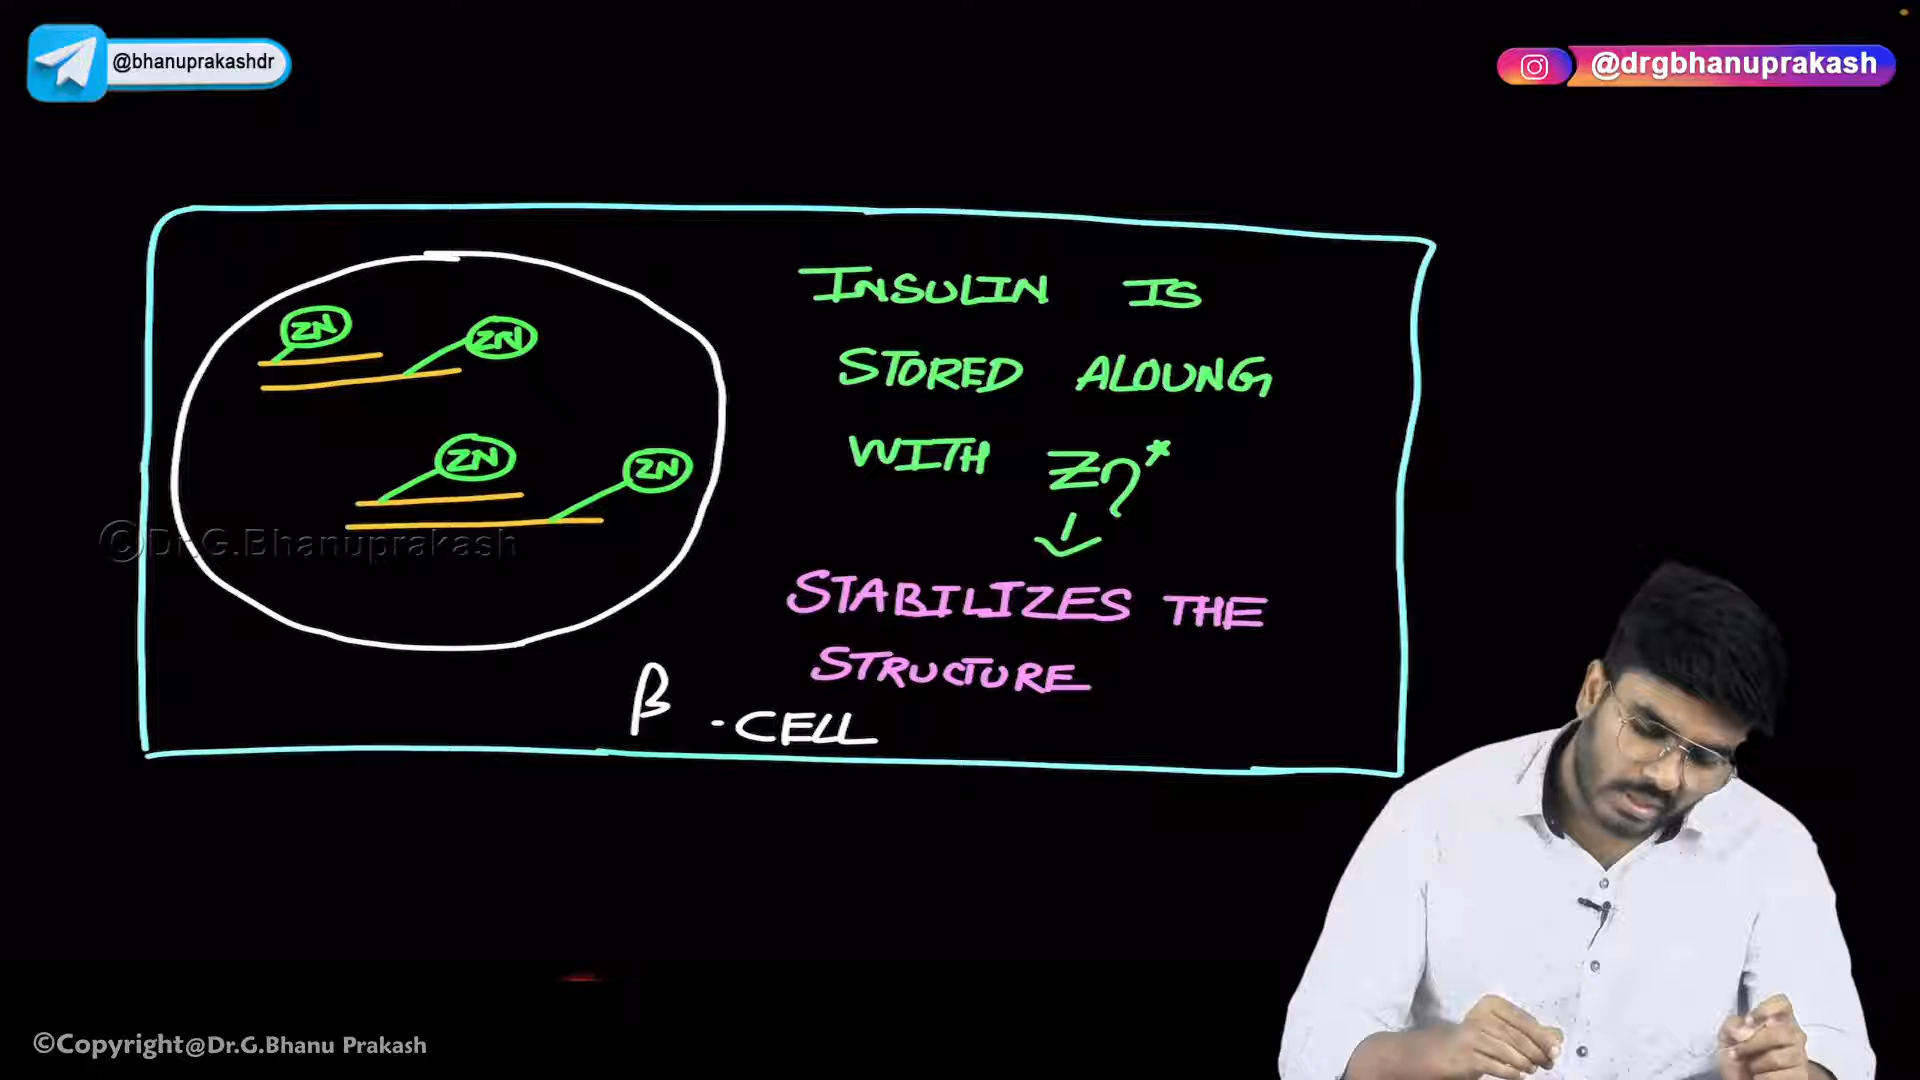 @bhanuprakashdr
@drgbhanuprakash
ZN
ZN
ZN
ZN
INSULIN IS
STORED ALOUNG
WITH Zn*
STABILIZES THE
STRUCTURE
β - CELL
©Dr.G.Bhanuprakash
©Copyright@Dr.G.Bhanu Prakash